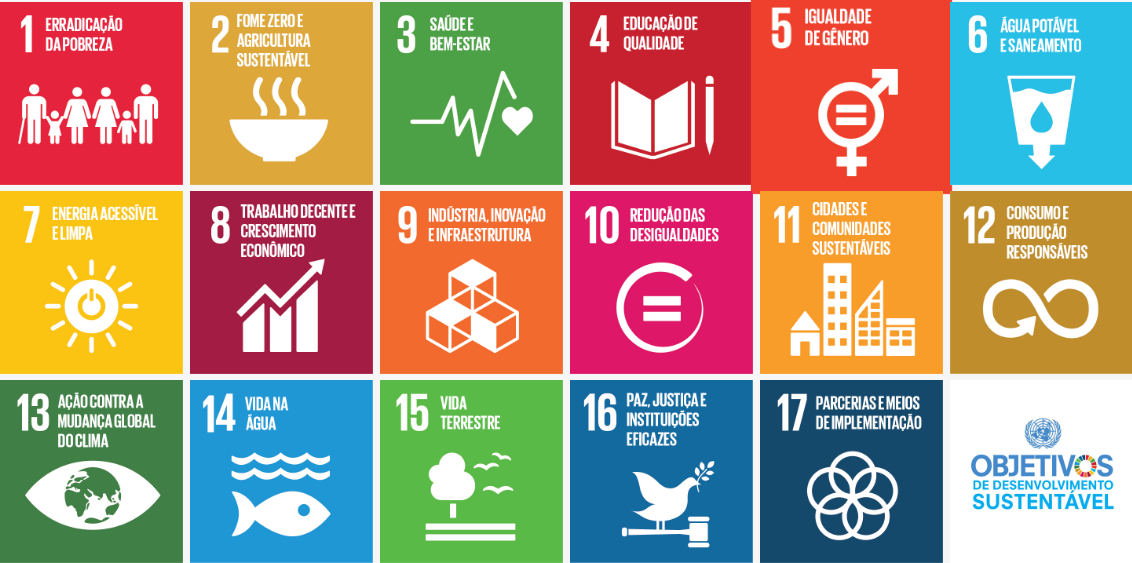 1 ERRADICAÇÃO
DA POBREZA
2 FOME ZERO E
AGRICULTURA
SUSTENTÁVEL
3 SAÚDE E
BEM-ESTAR
4 EDUCAÇÃO DE
QUALIDADE
5 IGUALDADE
DE GÊNERO
6 ÁGUA POTÁVEL
E SANEAMENTO
7 ENERGIA ACESSÍVEL
E LIMPA
8 TRABALHO DECENTE E
CRESCIMENTO
ECONÔMICO
9 INDÚSTRIA, INOVAÇÃO
E INFRAESTRUTURA
10 REDUÇÃO DAS
DESIGUALDADES
11 CIDADES E
COMUNIDADES
SUSTENTÁVEIS
12 CONSUMO E
PRODUÇÃO
RESPONSÁVEIS
13 AÇÃO CONTRA A
MUDANÇA GLOBAL
DO CLIMA
14 VIDA NA
ÁGUA
15 VIDA
TERRESTRE
16 PAZ, JUSTIÇA E
INSTITUIÇÕES
EFICAZES
17 PARCERIAS E MEIOS
DE IMPLEMENTAÇÃO
OBJETIVOS
DE DESENVOLVIMENTO
SUSTENTÁVEL